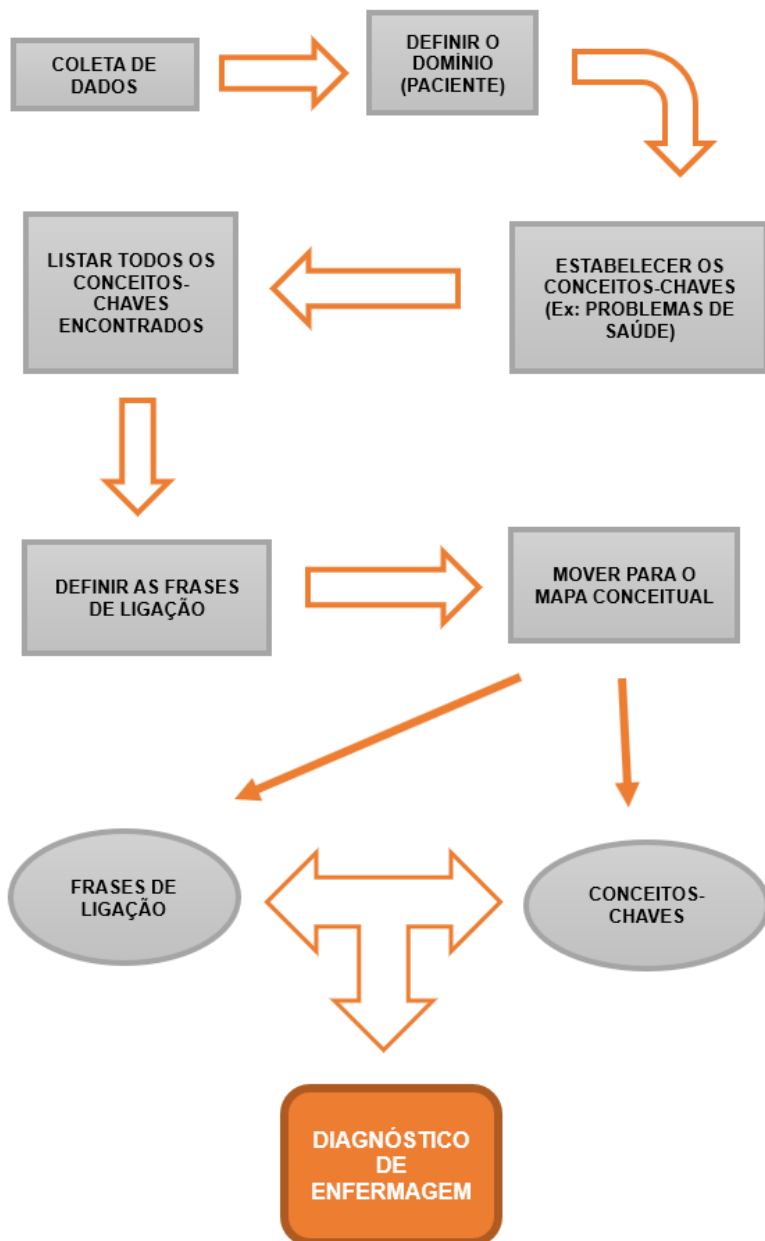 COLETA DE
DADOS
DEFINIR O
DOMÍNIO
(PACIENTE)
ESTABELECER OS
CONCEITOS-CHAVES
(Ex: PROBLEMAS DE
SAÚDE)
LISTAR TODOS OS
CONCEITOS-
CHAVES
ENCONTRADOS
DEFINIR AS FRASES
DE LIGAÇÃO
MOVER PARA O
MAPA CONCEITUAL
FRASES DE
LIGAÇÃO
CONCEITOS-
CHAVES
DIAGNÓSTICO
DE
ENFERMAGEM